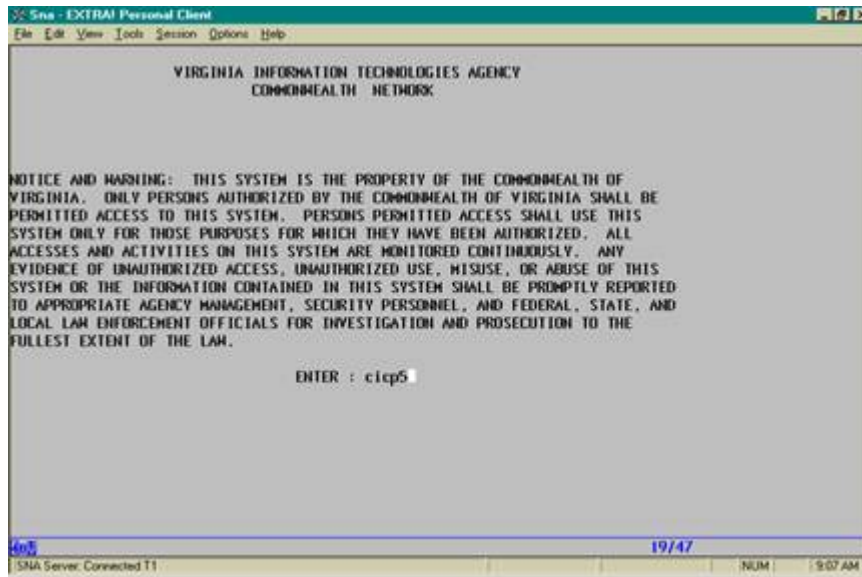 Sna - EXTRA! Personal Client
File Edit View Tools Session Options Help
VIRGINIA INFORMATION TECHNOLOGIES AGENCY
COMMONWEALTH NETWORK
NOTICE AND WARNING: THIS SYSTEM IS THE PROPERTY OF THE COMMONWEALTH OF
VIRGINIA. ONLY PERSONS AUTHORIZED BY THE COMMONWEALTH OF VIRGINIA SHALL BE
PERMITTED ACCESS TO THIS SYSTEM. PERSONS PERMITTED ACCESS SHALL USE THIS
SYSTEM ONLY FOR THOSE PURPOSES FOR WHICH THEY HAVE BEEN AUTHORIZED. ALL
ACCESSES AND ACTIVITIES ON THIS SYSTEM ARE MONITORED CONTINUOUSLY. ANY
EVIDENCE OF UNAUTHORIZED ACCESS, UNAUTHORIZED USE, MISUSE, OR ABUSE OF THIS
SYSTEM OR THE INFORMATION CONTAINED IN THIS SYSTEM SHALL BE PROMPTLY REPORTED
TO APPROPRIATE AGENCY MANAGEMENT, SECURITY PERSONNEL, AND FEDERAL, STATE, AND
LOCAL LAW ENFORCEMENT OFFICIALS FOR INVESTIGATION AND PROSECUTION TO THE
FULLEST EXTENT OF THE LAW.
ENTER : cicp5
19/47
SNA Server: Connected T1 NUM 9:07 AM